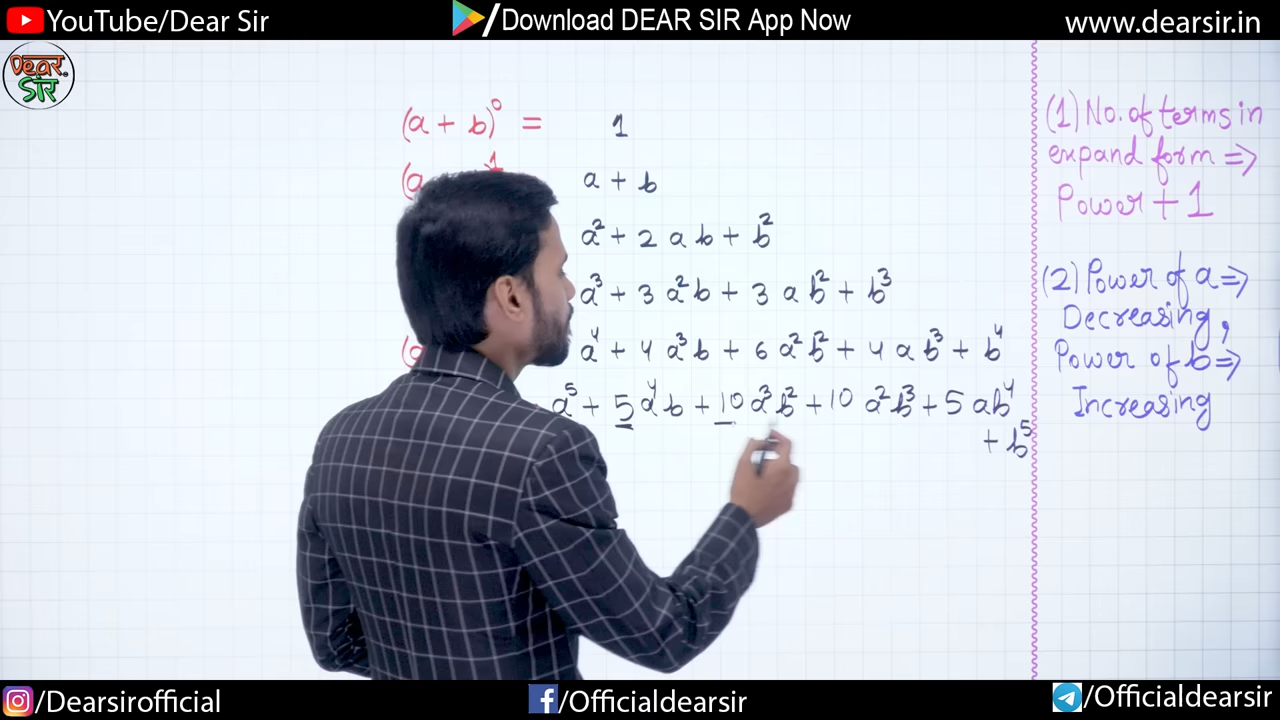 YouTube/Dear Sir
/Download DEAR SIR App Now
www.dearsir.in
Dear
Sir
(a + b)⁰ = 1
(a ¹ a + b
a² + 2ab + b²
a³ + 3a²b + 3ab² + b³
(a a⁴ + 4a³b + 6a²b² + 4ab³ + b⁴
a⁵ + 5a⁴b + 10a³b² + 10a²b³ + 5ab⁴
+ b⁵
(1) No. of terms in
expand form ⇒
Power + 1
(2) Power of a ⇒
Decreasing,
Power of b ⇒
Increasing
/Dearsirofficial
/Officialdearsir
/Officialdearsir